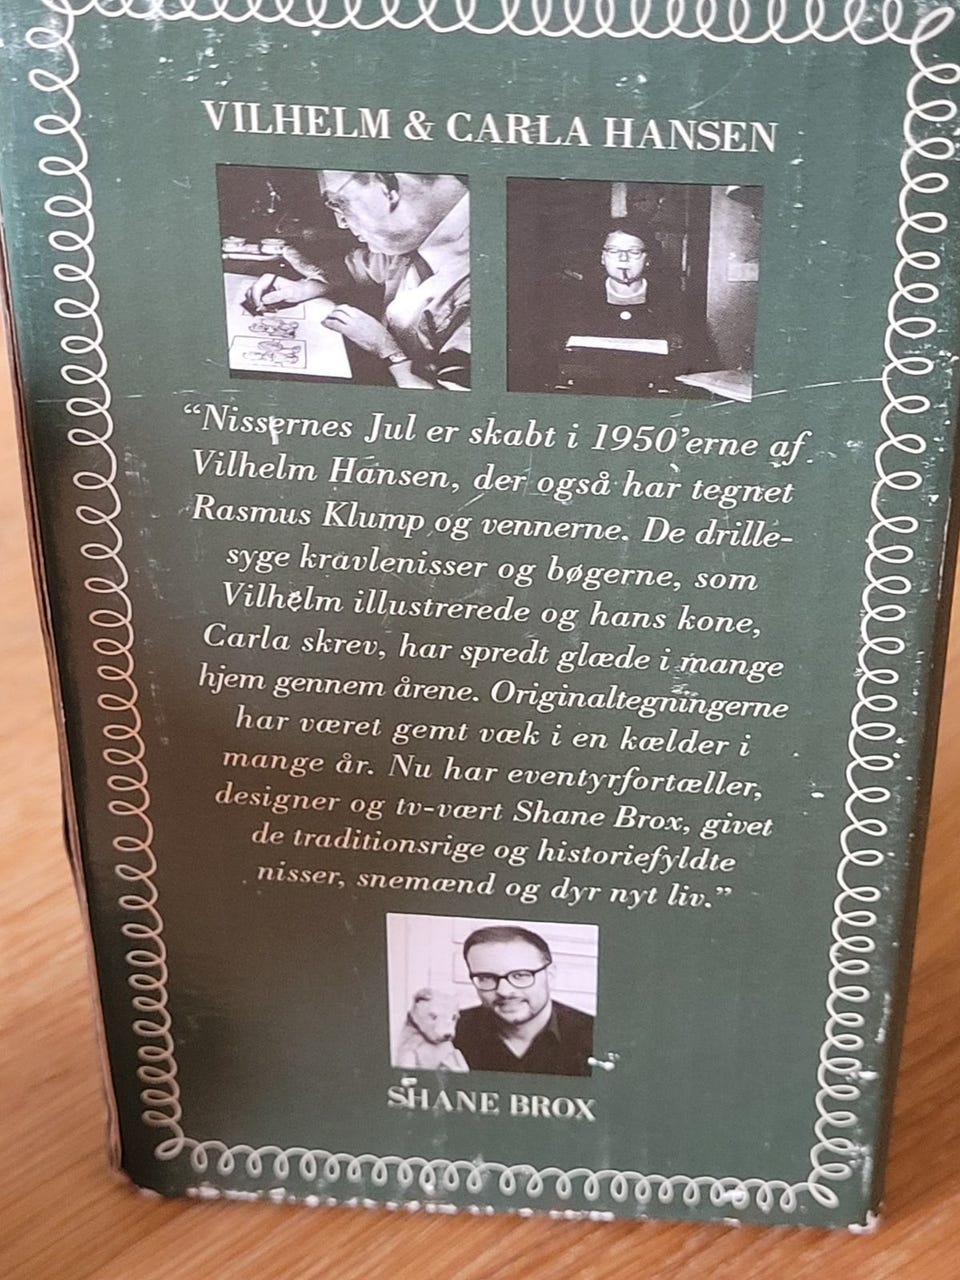 VILHELM & CARLA HANSEN
“Nissernes Jul er skabt i 1950’erne af
Vilhelm Hansen, der også har tegnet
Rasmus Klump og vennerne. De drille-
syge kravlenisser og bøgerne, som
Vilhelm illustrerede og hans kone,
Carla skrev, har spredt glæde i mange
hjem gennem årene. Originaltegningerne
har været gemt væk i en kælder i
mange år. Nu har eventyrfortæller,
designer og tv-vært Shane Brox, givet
de traditionsrige og historiefyldte
nisser, snemænd og dyr nyt liv.”
SHANE BROX